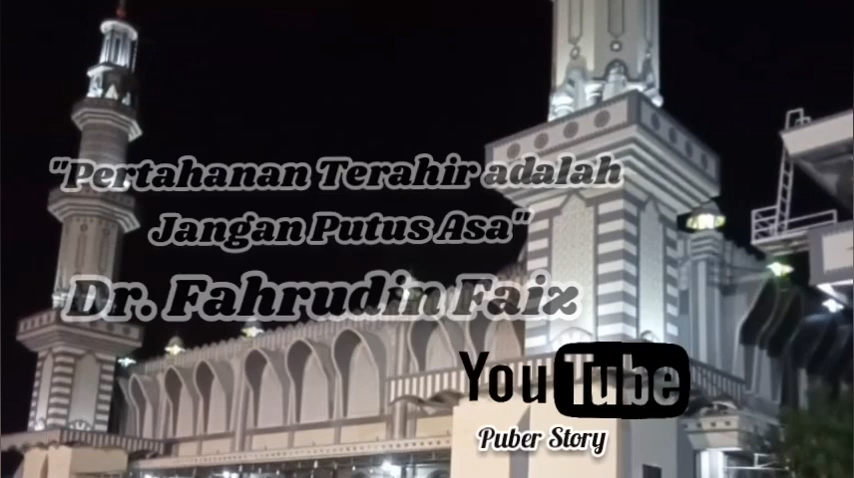 "Pertahanan Terahir adalah
Jangan Putus Asa"
Dr. Fahrudin Faiz
YouTube
Puber Story